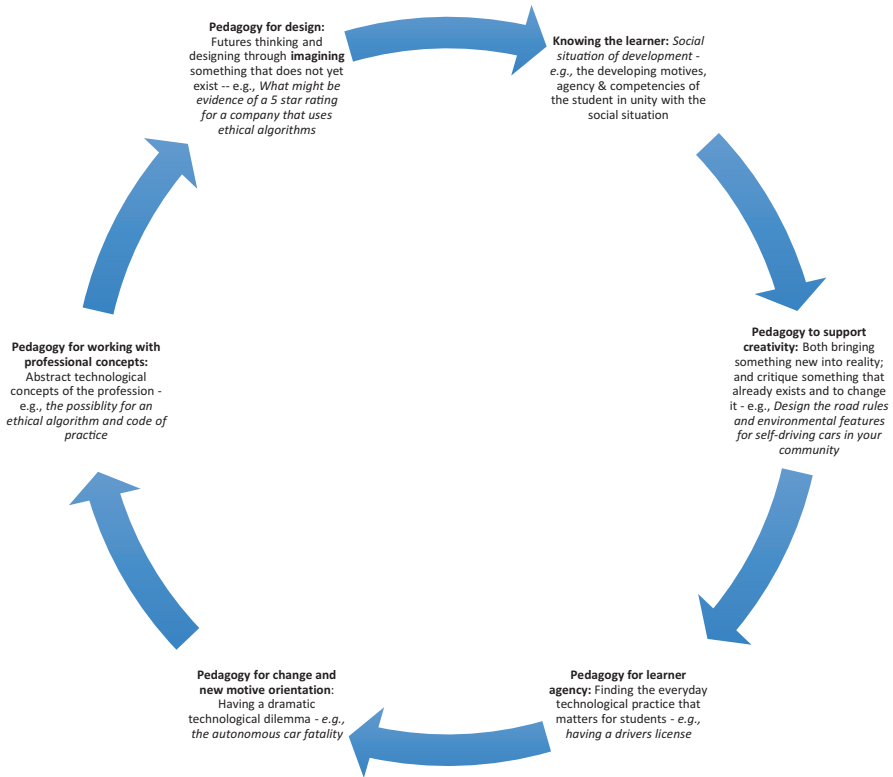 Pedagogy for design:
Futures thinking and
designing through imagining
something that does not yet
exist -- e.g., What might be
evidence of a 5 star rating
for a company that uses
ethical algorithms
Knowing the learner: Social
situation of development -
e.g., the developing motives,
agency & competencies of
the student in unity with the
social situation
Pedagogy to support
creativity: Both bringing
something new into reality;
and critique something that
already exists and to change
it - e.g., Design the road rules
and environmental features
for self-driving cars in your
community
Pedagogy for learner
agency: Finding the everyday
technological practice that
matters for students - e.g.,
having a drivers license
Pedagogy for change and
new motive orientation:
Having a dramatic
technological dilemma - e.g.,
the autonomous car fatality
Pedagogy for working with
professional concepts:
Abstract technological
concepts of the profession -
e.g., the possiblity for an
ethical algorithm and code of
practice